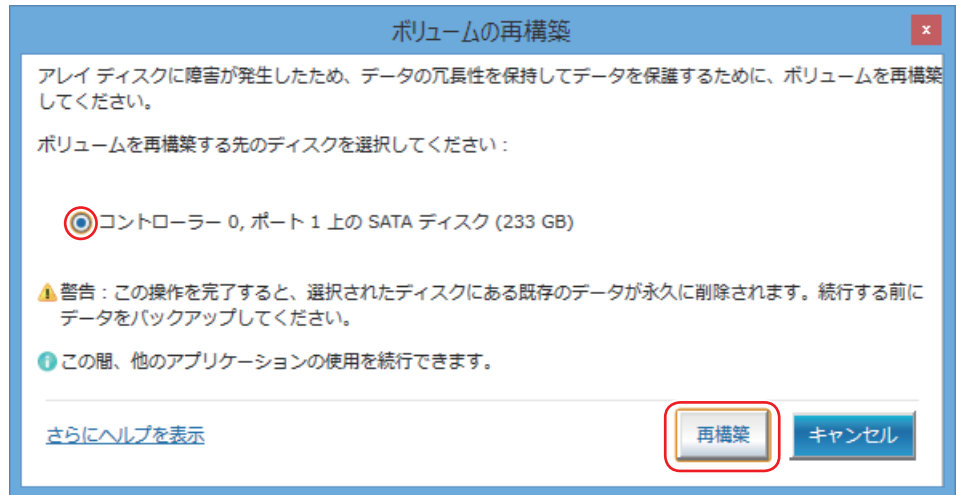 ボリュームの再構築
x
アレイ ディスクに障害が発生したため、データの冗長性を保持してデータを保護するために、ボリュームを再構築
してください。
ボリュームを再構築する先のディスクを選択してください：
コントローラー 0, ポート 1 上の SATA ディスク (233 GB)
警告：この操作を完了すると、選択されたディスクにある既存のデータが永久に削除されます。続行する前に
データをバックアップしてください。
この間、他のアプリケーションの使用を続行できます。
さらにヘルプを表示
再構築
キャンセル